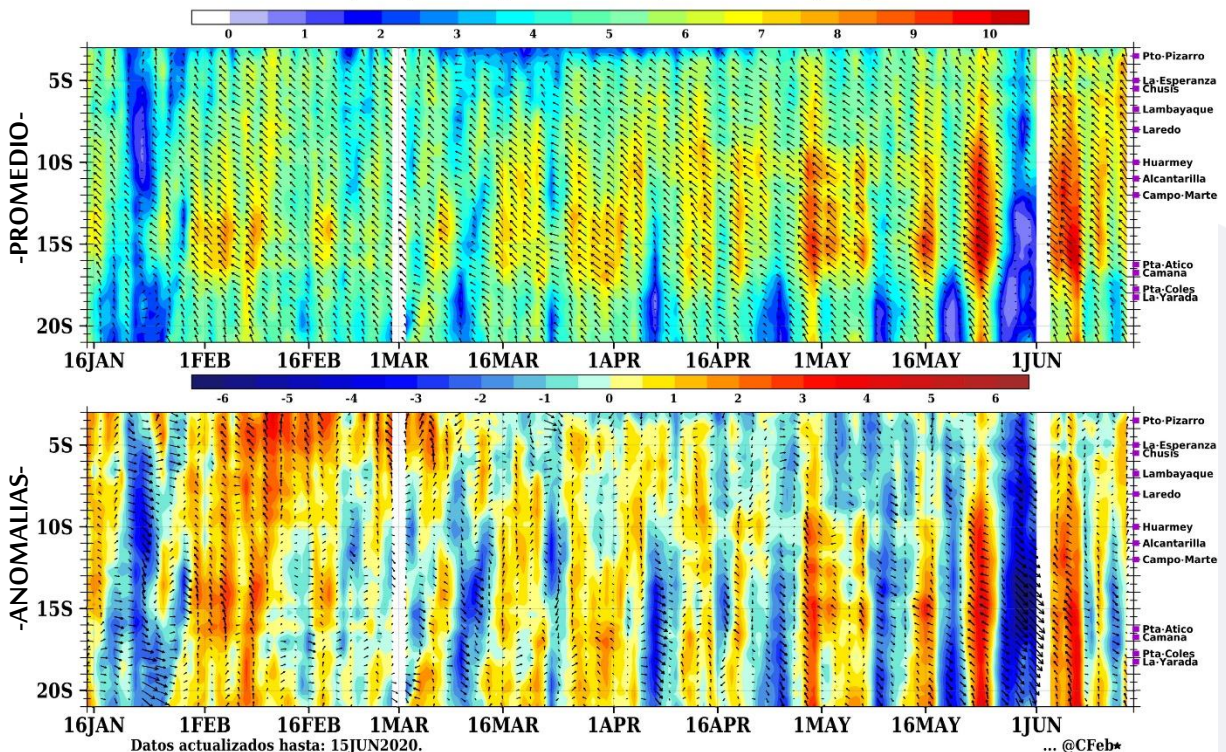 0 1 2 3 4 5 6 7 8 9 10
-PROMEDIO-
5S
10S
15S
20S
Pto·Pizarro
La·Esperanza
Chusis
Lambayaque
Laredo
Huarmey
Alcantarilla
Campo·Marte
Pta·Atico
Camana
Pta·Coles
La·Yarada
16JAN 1FEB 16FEB 1MAR 16MAR 1APR 16APR 1MAY 16MAY 1JUN
-6 -5 -4 -3 -2 -1 0 1 2 3 4 5 6
-ANOMALIAS-
5S
10S
15S
20S
Pto·Pizarro
La·Esperanza
Chusis
Lambayaque
Laredo
Huarmey
Alcantarilla
Campo·Marte
Pta·Atico
Camana
Pta·Coles
La·Yarada
16JAN 1FEB 16FEB 1MAR 16MAR 1APR 16APR 1MAY 16MAY 1JUN
Datos actualizados hasta: 15JUN2020. ... @CFeb★